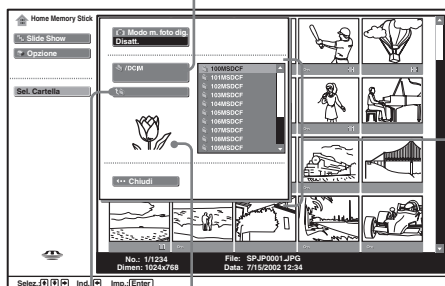 Home Memory Stick
Slide Show
Opzione
Sel. Cartella
Modo m. foto dig.
Disatt.
/DCIM
100MSDCF
101MSDCF
102MSDCF
103MSDCF
104MSDCF
105MSDCF
106MSDCF
107MSDCF
108MSDCF
109MSDCF
Chiudi
No.: 1/1234
File: SPJP0001.JPG
Dimen: 1024x768
Data: 7/15/2002 12:34
Selez.: Ind. Imp.: Enter